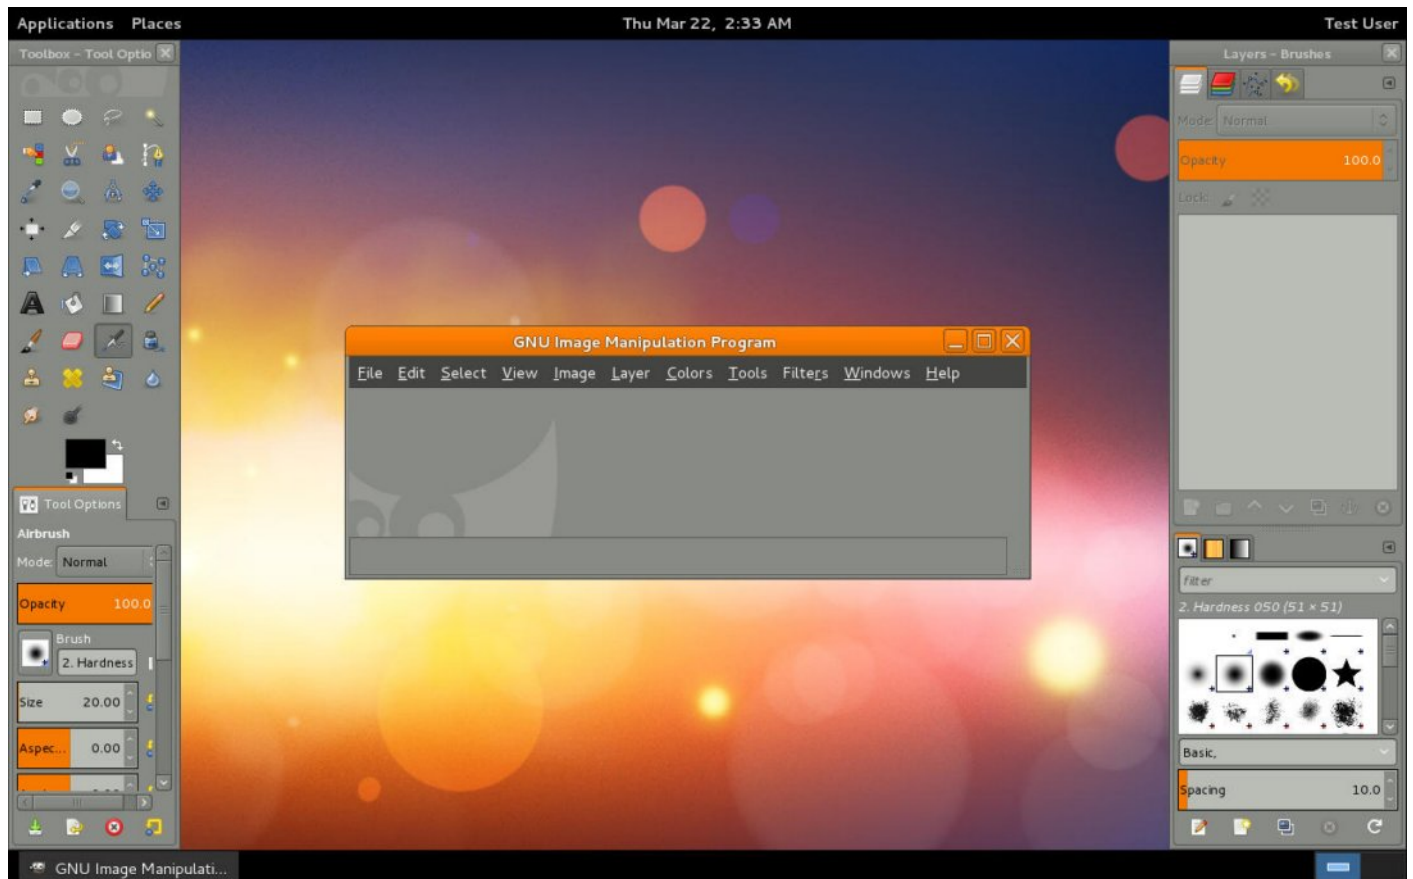 Applications Places
Thu Mar 22, 2:33 AM
Test User
Toolbox - Tool Optio
Layers - Brushes
Mode: Normal
Opacity 100.0
Lock:
GNU Image Manipulation Program
File Edit Select View Image Layer Colors Tools Filters Windows Help
Tool Options
Airbrush
Mode: Normal
Opacity 100.0
Brush
2. Hardness
Size 20.00
Aspec... 0.00
filter
2. Hardness 050 (51 × 51)
Basic,
Spacing 10.0
GNU Image Manipulati...